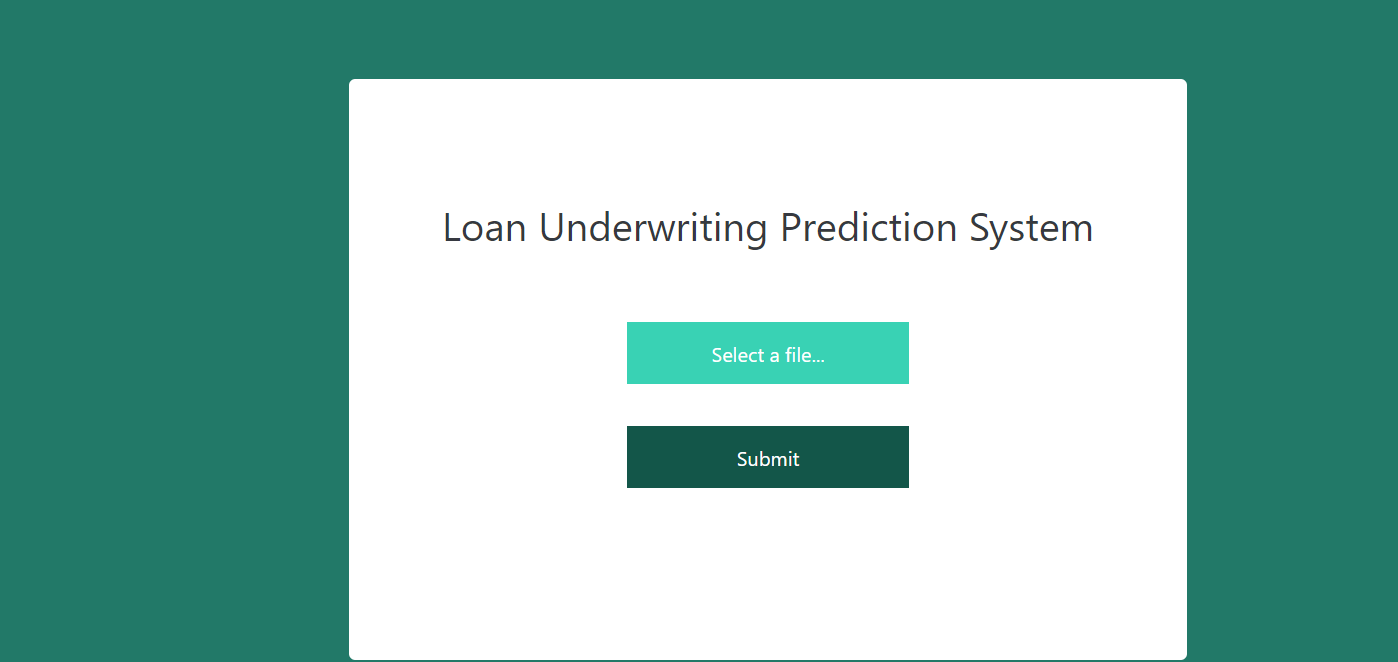 Loan Underwriting Prediction System
Select a file...
Submit